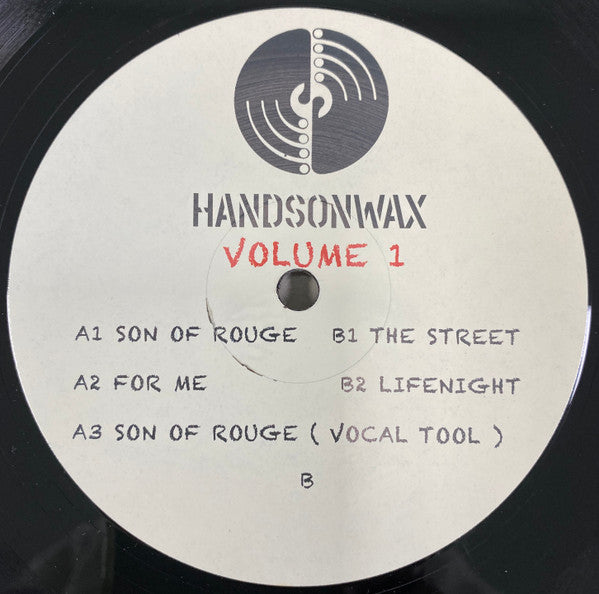 HANDSONWAX
VOLUME 1
A1 SON OF ROUGE B1 THE STREET
A2 FOR ME B2 LIFENIGHT
A3 SON OF ROUGE ( VOCAL TOOL )
B